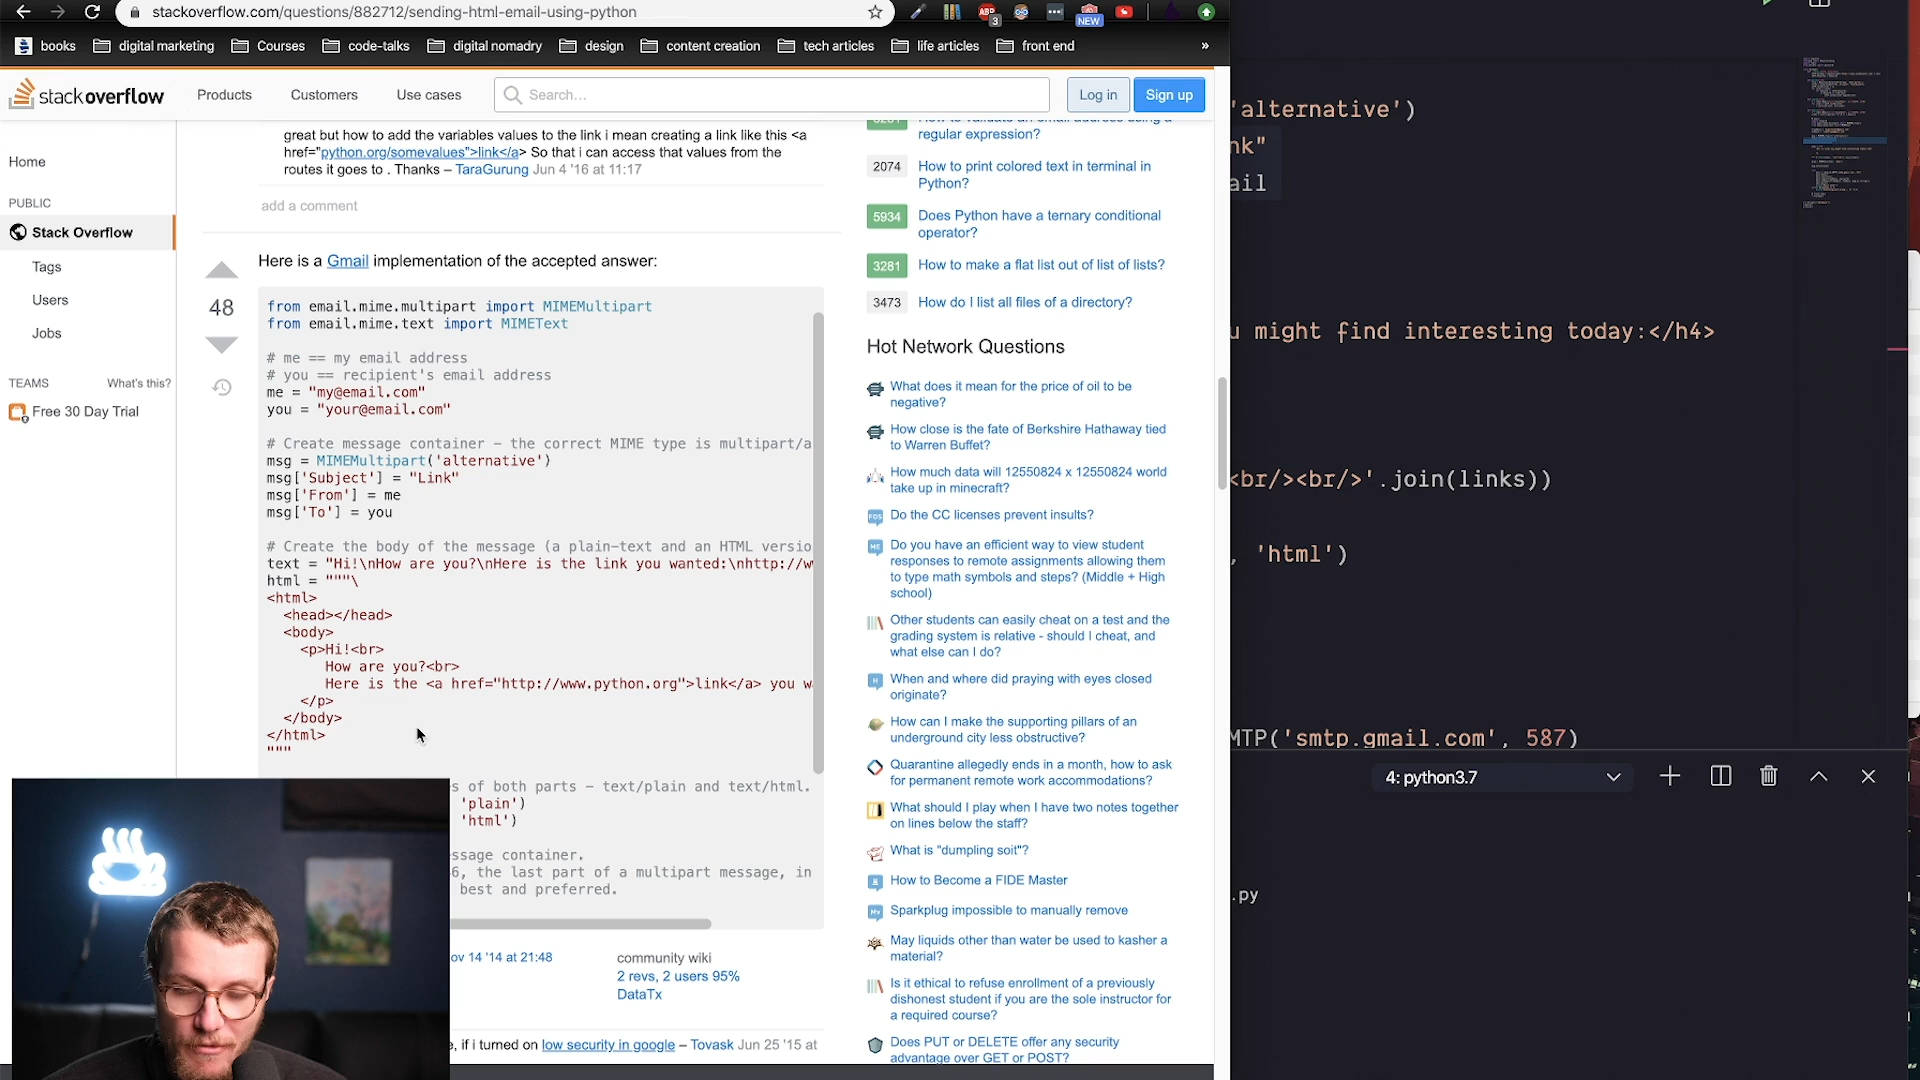 stackoverflow.com/questions/882712/sending-html-email-using-python
3
NEW
books
digital marketing
Courses
code-talks
digital nomadry
design
content creation
tech articles
life articles
front end
»
stackoverflow
Products
Customers
Use cases
Search...
Log in
Sign up
Home
PUBLIC
Stack Overflow
Tags
Users
Jobs
TEAMS
What's this?
Free 30 Day Trial
great but how to add the variables values to the link i mean creating a link like this <a
href="python.org/somevalues">link</a> So that i can access that values from the
routes it goes to . Thanks – TaraGurung Jun 4 '16 at 11:17
add a comment
Here is a Gmail implementation of the accepted answer:
48
from email.mime.multipart import MIMEMultipart
from email.mime.text import MIMEText
# me == my email address
# you == recipient's email address
me = "my@email.com"
you = "your@email.com"
# Create message container - the correct MIME type is multipart/a
msg = MIMEMultipart('alternative')
msg['Subject'] = "Link"
msg['From'] = me
msg['To'] = you
# Create the body of the message (a plain-text and an HTML versio
text = "Hi!\nHow are you?\nHere is the link you wanted:\nhttp://w
html = """\
<html>
<head></head>
<body>
<p>Hi!<br>
How are you?<br>
Here is the <a href="http://www.python.org">link</a> you w
</p>
</body>
</html>
"""
s of both parts - text/plain and text/html.
'plain')
'html')
ssage container.
6, the last part of a multipart message, in
best and preferred.
ov 14 '14 at 21:48
community wiki
2 revs, 2 users 95%
DataTx
e, if i turned on low security in google – Tovask Jun 25 '15 at
How to validate an email address using a
regular expression?
2074
How to print colored text in terminal in
Python?
5934
Does Python have a ternary conditional
operator?
3281
How to make a flat list out of list of lists?
3473
How do I list all files of a directory?
Hot Network Questions
What does it mean for the price of oil to be
negative?
How close is the fate of Berkshire Hathaway tied
to Warren Buffet?
How much data will 12550824 x 12550824 world
take up in minecraft?
Do the CC licenses prevent insults?
Do you have an efficient way to view student
responses to remote assignments allowing them
to type math symbols and steps? (Middle + High
school)
Other students can easily cheat on a test and the
grading system is relative - should I cheat, and
what else can I do?
When and where did praying with eyes closed
originate?
How can I make the supporting pillars of an
underground city less obstructive?
Quarantine allegedly ends in a month, how to ask
for permanent remote work accommodations?
What should I play when I have two notes together
on lines below the staff?
What is "dumpling soit"?
How to Become a FIDE Master
Sparkplug impossible to manually remove
May liquids other than water be used to kasher a
material?
Is it ethical to refuse enrollment of a previously
dishonest student if you are the sole instructor for
a required course?
Does PUT or DELETE offer any security
advantage over GET or POST?
'alternative')
nk"
ail
u might find interesting today:</h4>
<br/><br/>'.join(links))
, 'html')
MTP('smtp.gmail.com', 587)
4: python3.7
.py